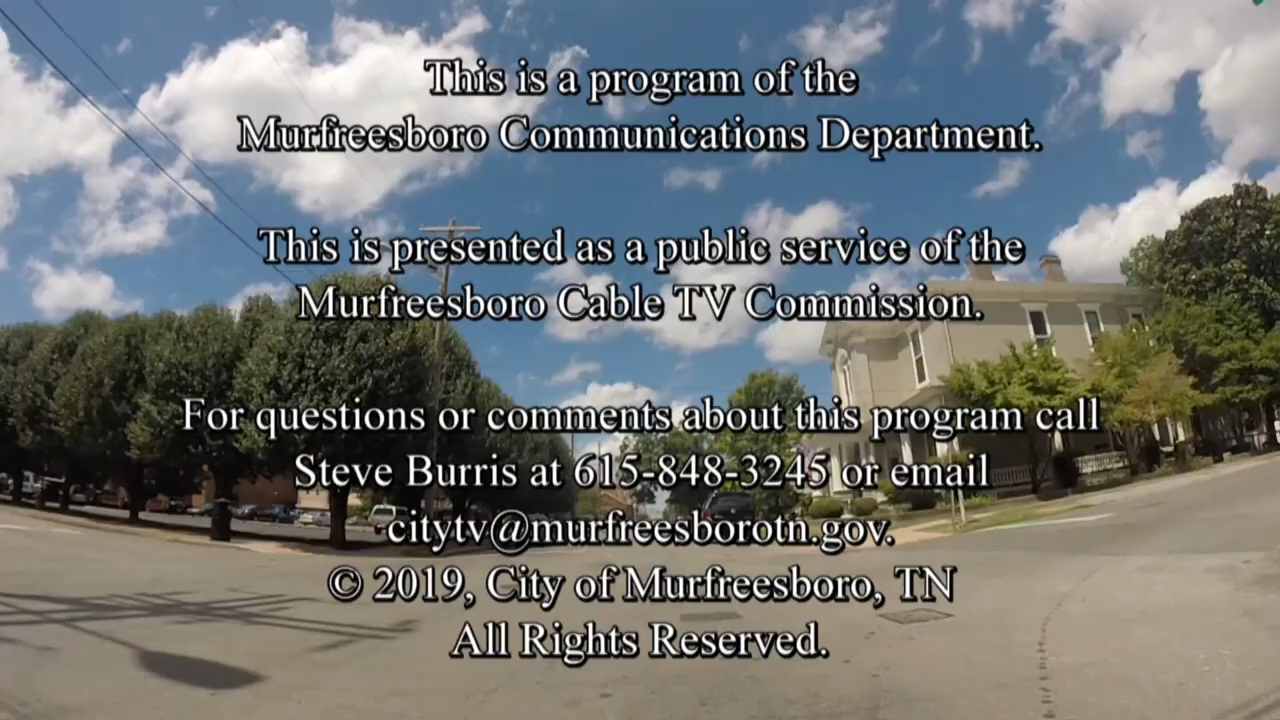 This is a program of the
Murfreesboro Communications Department.
This is presented as a public service of the
Murfreesboro Cable TV Commission.
For questions or comments about this program call
Steve Burris at 615-848-3245 or email
citytv@murfreesborotn.gov.
© 2019, City of Murfreesboro, TN
All Rights Reserved.